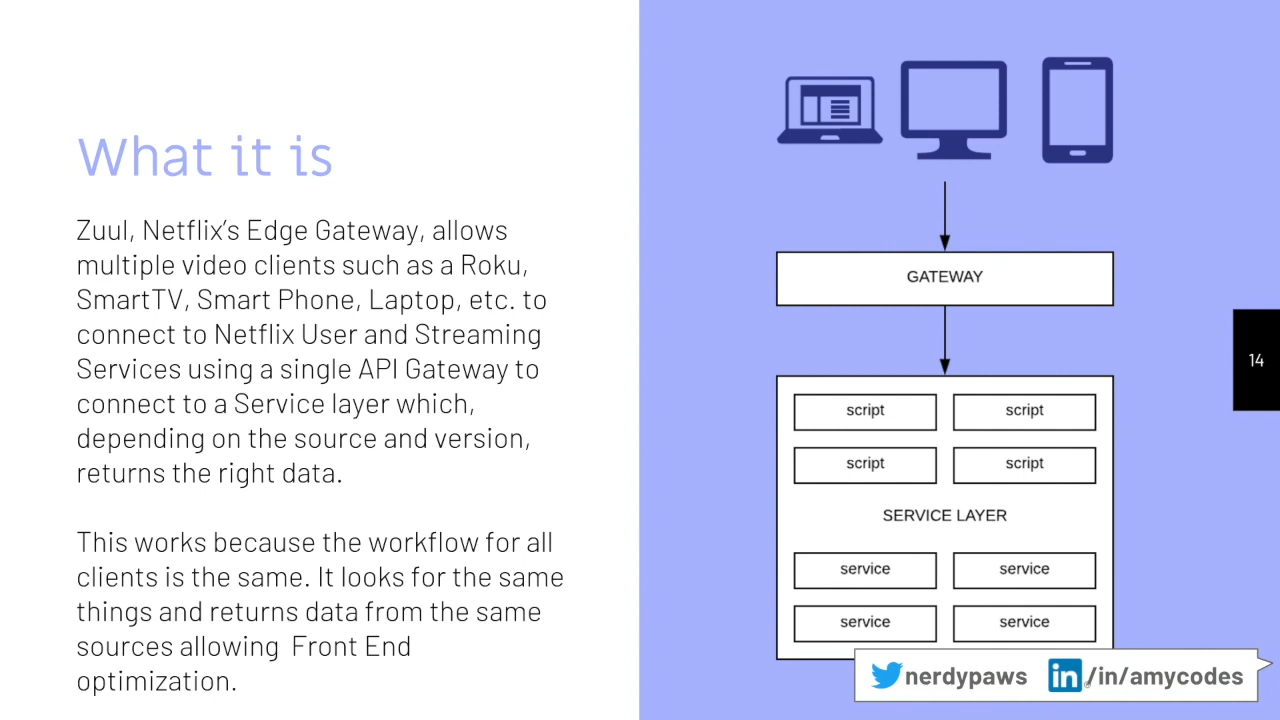 What it is
Zuul, Netflix’s Edge Gateway, allows
multiple video clients such as a Roku,
SmartTV, Smart Phone, Laptop, etc. to
connect to Netflix User and Streaming
Services using a single API Gateway to
connect to a Service layer which,
depending on the source and version,
returns the right data.
This works because the workflow for all
clients is the same. It looks for the same
things and returns data from the same
sources allowing  Front End
optimization.
GATEWAY
script
script
script
script
SERVICE LAYER
service
service
service
service
14
nerdypaws
in /in/amycodes